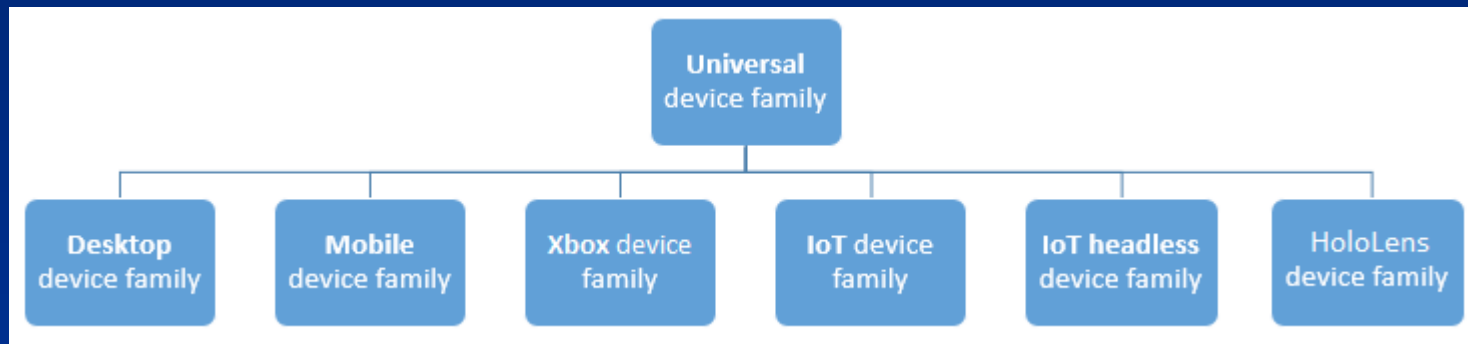 Universal
device family
Desktop
device family
Mobile
device family
Xbox device
family
IoT device
family
IoT headless
device family
HoloLens
device family